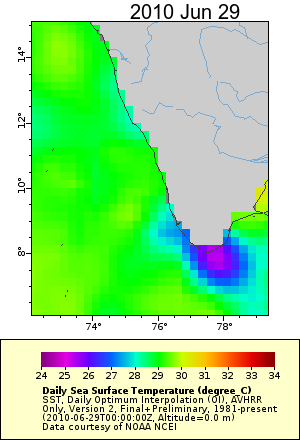 2010 Jun 29
14°
12°
10°
8°
74°
76°
78°
24 25 26 27 28 29 30 31 32 33 34
Daily Sea Surface Temperature (degree_C)
SST, Daily Optimum Interpolation (OI), AVHRR
Only, Version 2, Final+Preliminary, 1981-present
(2010-06-29T00:00:00Z, Altitude=0.0 m)
Data courtesy of NOAA NCEI